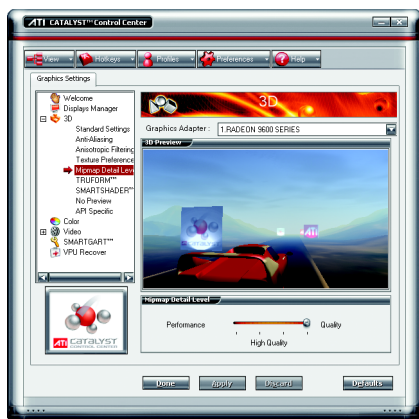 ATI CATALYST™ Control Center
View Hotkeys Profiles Preferences Help
Graphics Settings
Welcome
Displays Manager
3D
Standard Settings
Anti-Aliasing
Anisotropic Filtering
Texture Preference
Mipmap Detail Leve
TRUFORM™
SMARTSHADER™
No Preview
API Specific
Color
Video
SMARTGART™
VPU Recover
ATI CATALYST
CONTROL CENTER
3D
Graphics Adapter : 1.RADEON 9600 SERIES
3D Preview
ATI
Mipmap Detail Level
Performance Quality
High Quality
Done Apply Discard Defaults